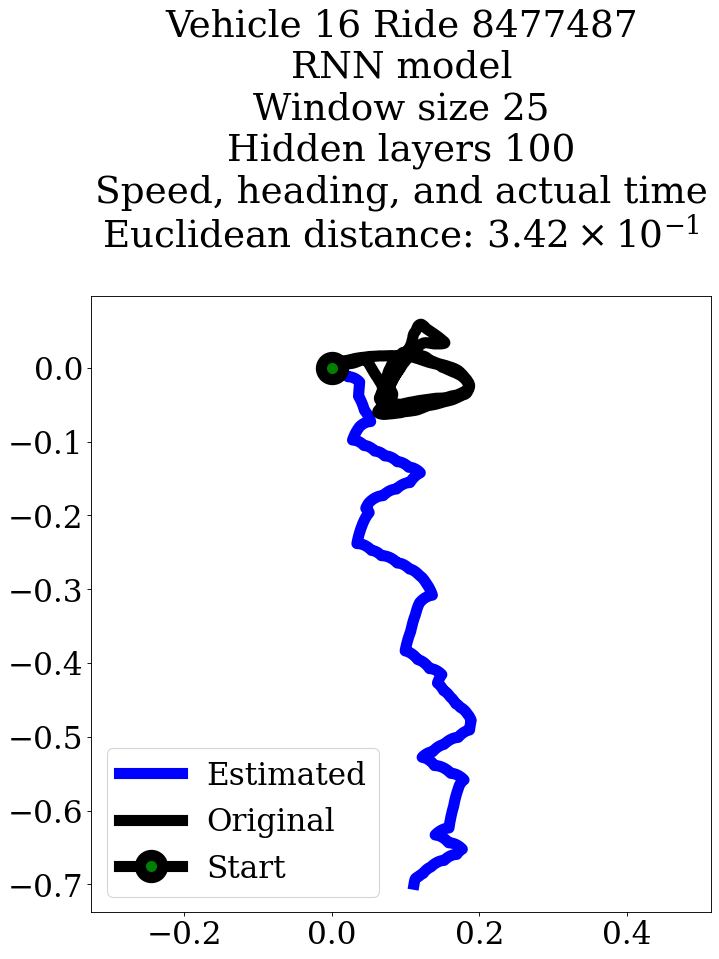 Vehicle 16 Ride 8477487
RNN model
Window size 25
Hidden layers 100
Speed, heading, and actual time
Euclidean distance: 3.42 × 10⁻¹
0.0
−0.1
−0.2
−0.3
−0.4
−0.5
−0.6
−0.7
Estimated
Original
Start
−0.2 0.0 0.2 0.4